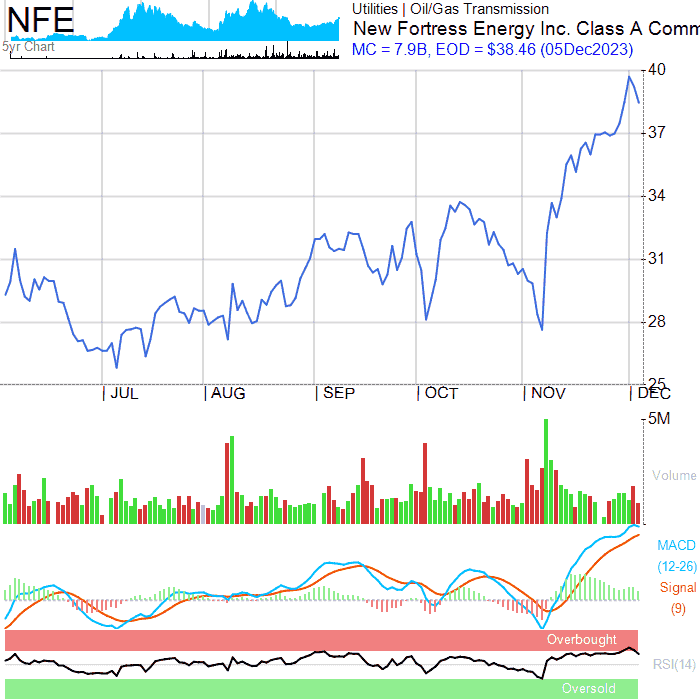 NFE
5yr Chart
Utilities | Oil/Gas Transmission
New Fortress Energy Inc. Class A Comm
MC = 7.9B, EOD = $38.46 (05Dec2023)
40
37
34
31
28
25
| JUL | AUG | SEP | OCT | NOV | DEC
5M
Volume
MACD
(12-26)
Signal
(9)
Overbought
RSI(14)
Oversold